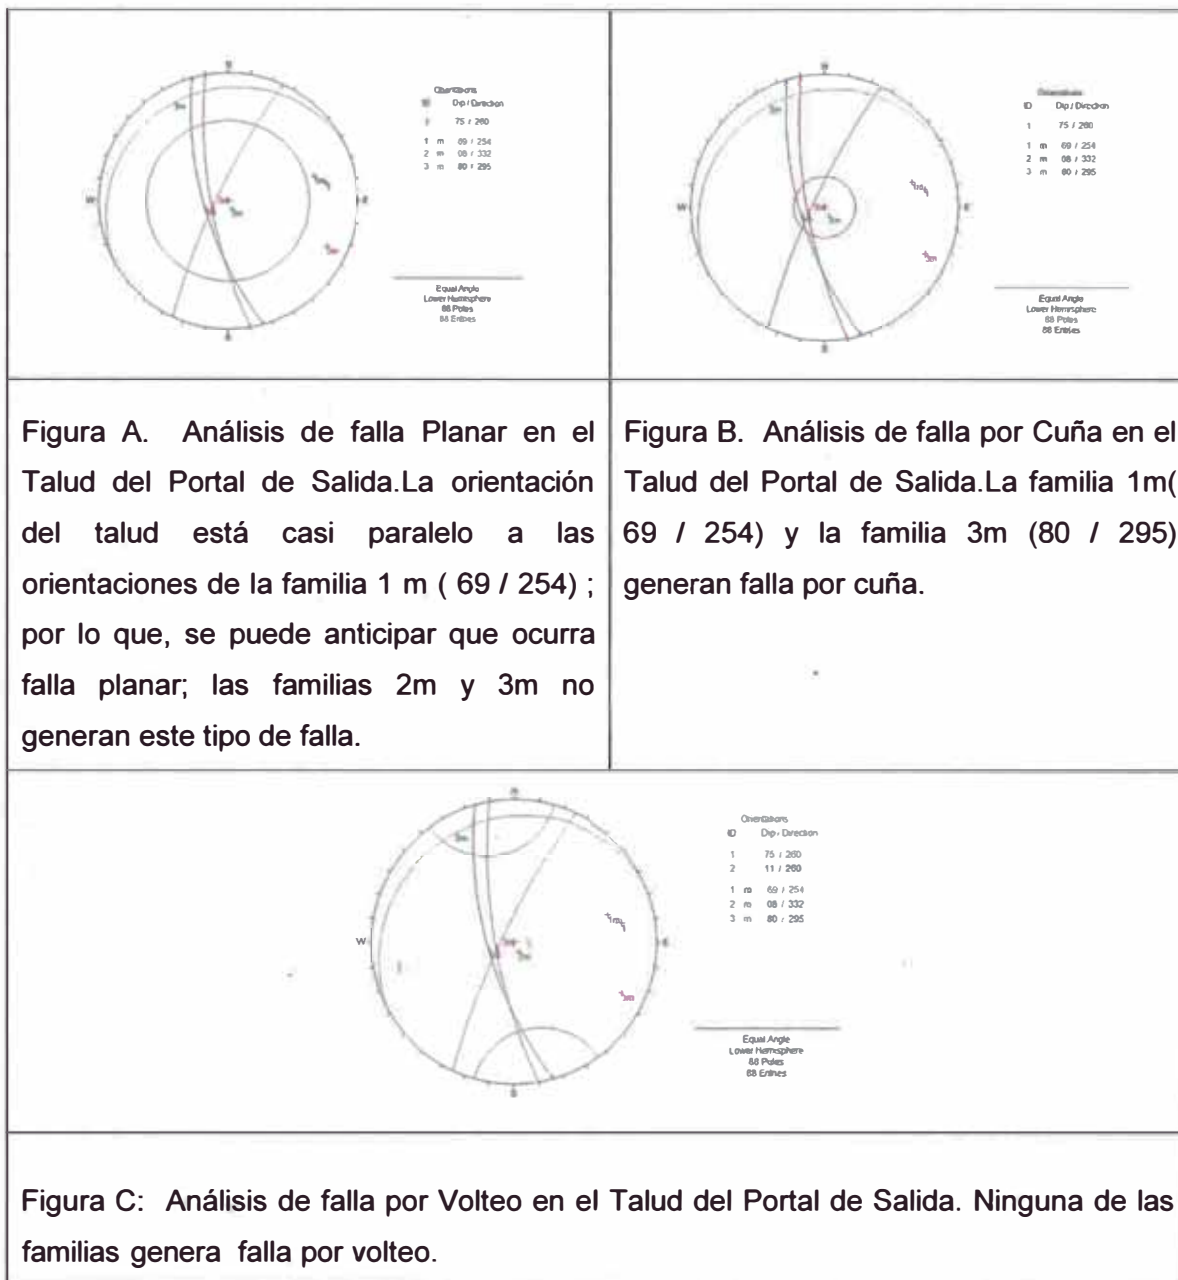 Orientations
Dip / Direction
1 75 / 260
1 m 69 / 254
2 m 08 / 332
3 m 80 / 295
W
E
S
Equal Angle
Lower Hemisphere
88 Poles
88 Entries
Orientations
ID Dip / Direction
1 75 / 260
1 m 69 / 254
2 m 08 / 332
3 m 80 / 295
W
E
S
Equal Angle
Lower Hemisphere
88 Poles
88 Entries
Figura A. Análisis de falla Planar en el
Talud del Portal de Salida.La orientación
del talud está casi paralelo a las
orientaciones de la familia 1 m ( 69 / 254) ;
por lo que, se puede anticipar que ocurra
falla planar; las familias 2m y 3m no
generan este tipo de falla.
Figura B. Análisis de falla por Cuña en el
Talud del Portal de Salida.La familia 1m(
69 / 254) y la familia 3m (80 / 295)
generan falla por cuña.
Orientations
ID Dip / Direction
1 75 / 260
2 11 / 260
1 m 69 / 254
2 m 08 / 332
3 m 80 / 295
W
E
S
Equal Angle
Lower Hemisphere
88 Poles
88 Entries
Figura C: Análisis de falla por Volteo en el Talud del Portal de Salida. Ninguna de las
familias genera falla por volteo.